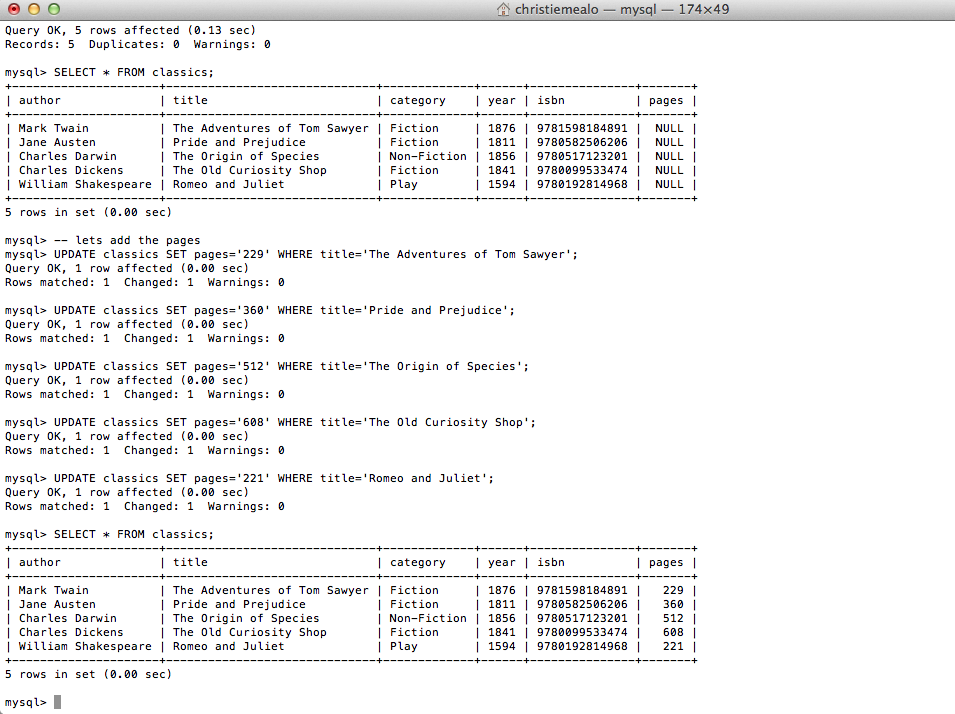 christiemealo — mysql — 174×49
Query OK, 5 rows affected (0.13 sec)
Records: 5  Duplicates: 0  Warnings: 0

mysql> SELECT * FROM classics;
+---------------------+------------------------------+-------------+------+---------------+-------+
| author              | title                        | category    | year | isbn          | pages |
+---------------------+------------------------------+-------------+------+---------------+-------+
| Mark Twain          | The Adventures of Tom Sawyer | Fiction     | 1876 | 9781598184891 |  NULL |
| Jane Austen         | Pride and Prejudice          | Fiction     | 1811 | 9780582506206 |  NULL |
| Charles Darwin      | The Origin of Species        | Non-Fiction | 1856 | 9780517123201 |  NULL |
| Charles Dickens     | The Old Curiosity Shop       | Fiction     | 1841 | 9780099533474 |  NULL |
| William Shakespeare | Romeo and Juliet             | Play        | 1594 | 9780192814968 |  NULL |
+---------------------+------------------------------+-------------+------+---------------+-------+
5 rows in set (0.00 sec)

mysql> -- lets add the pages
mysql> UPDATE classics SET pages='229' WHERE title='The Adventures of Tom Sawyer';
Query OK, 1 row affected (0.00 sec)
Rows matched: 1  Changed: 1  Warnings: 0

mysql> UPDATE classics SET pages='360' WHERE title='Pride and Prejudice';
Query OK, 1 row affected (0.00 sec)
Rows matched: 1  Changed: 1  Warnings: 0

mysql> UPDATE classics SET pages='512' WHERE title='The Origin of Species';
Query OK, 1 row affected (0.00 sec)
Rows matched: 1  Changed: 1  Warnings: 0

mysql> UPDATE classics SET pages='608' WHERE title='The Old Curiosity Shop';
Query OK, 1 row affected (0.00 sec)
Rows matched: 1  Changed: 1  Warnings: 0

mysql> UPDATE classics SET pages='221' WHERE title='Romeo and Juliet';
Query OK, 1 row affected (0.00 sec)
Rows matched: 1  Changed: 1  Warnings: 0

mysql> SELECT * FROM classics;
+---------------------+------------------------------+-------------+------+---------------+-------+
| author              | title                        | category    | year | isbn          | pages |
+---------------------+------------------------------+-------------+------+---------------+-------+
| Mark Twain          | The Adventures of Tom Sawyer | Fiction     | 1876 | 9781598184891 |   229 |
| Jane Austen         | Pride and Prejudice          | Fiction     | 1811 | 9780582506206 |   360 |
| Charles Darwin      | The Origin of Species        | Non-Fiction | 1856 | 9780517123201 |   512 |
| Charles Dickens     | The Old Curiosity Shop       | Fiction     | 1841 | 9780099533474 |   608 |
| William Shakespeare | Romeo and Juliet             | Play        | 1594 | 9780192814968 |   221 |
+---------------------+------------------------------+-------------+------+---------------+-------+
5 rows in set (0.00 sec)

mysql>